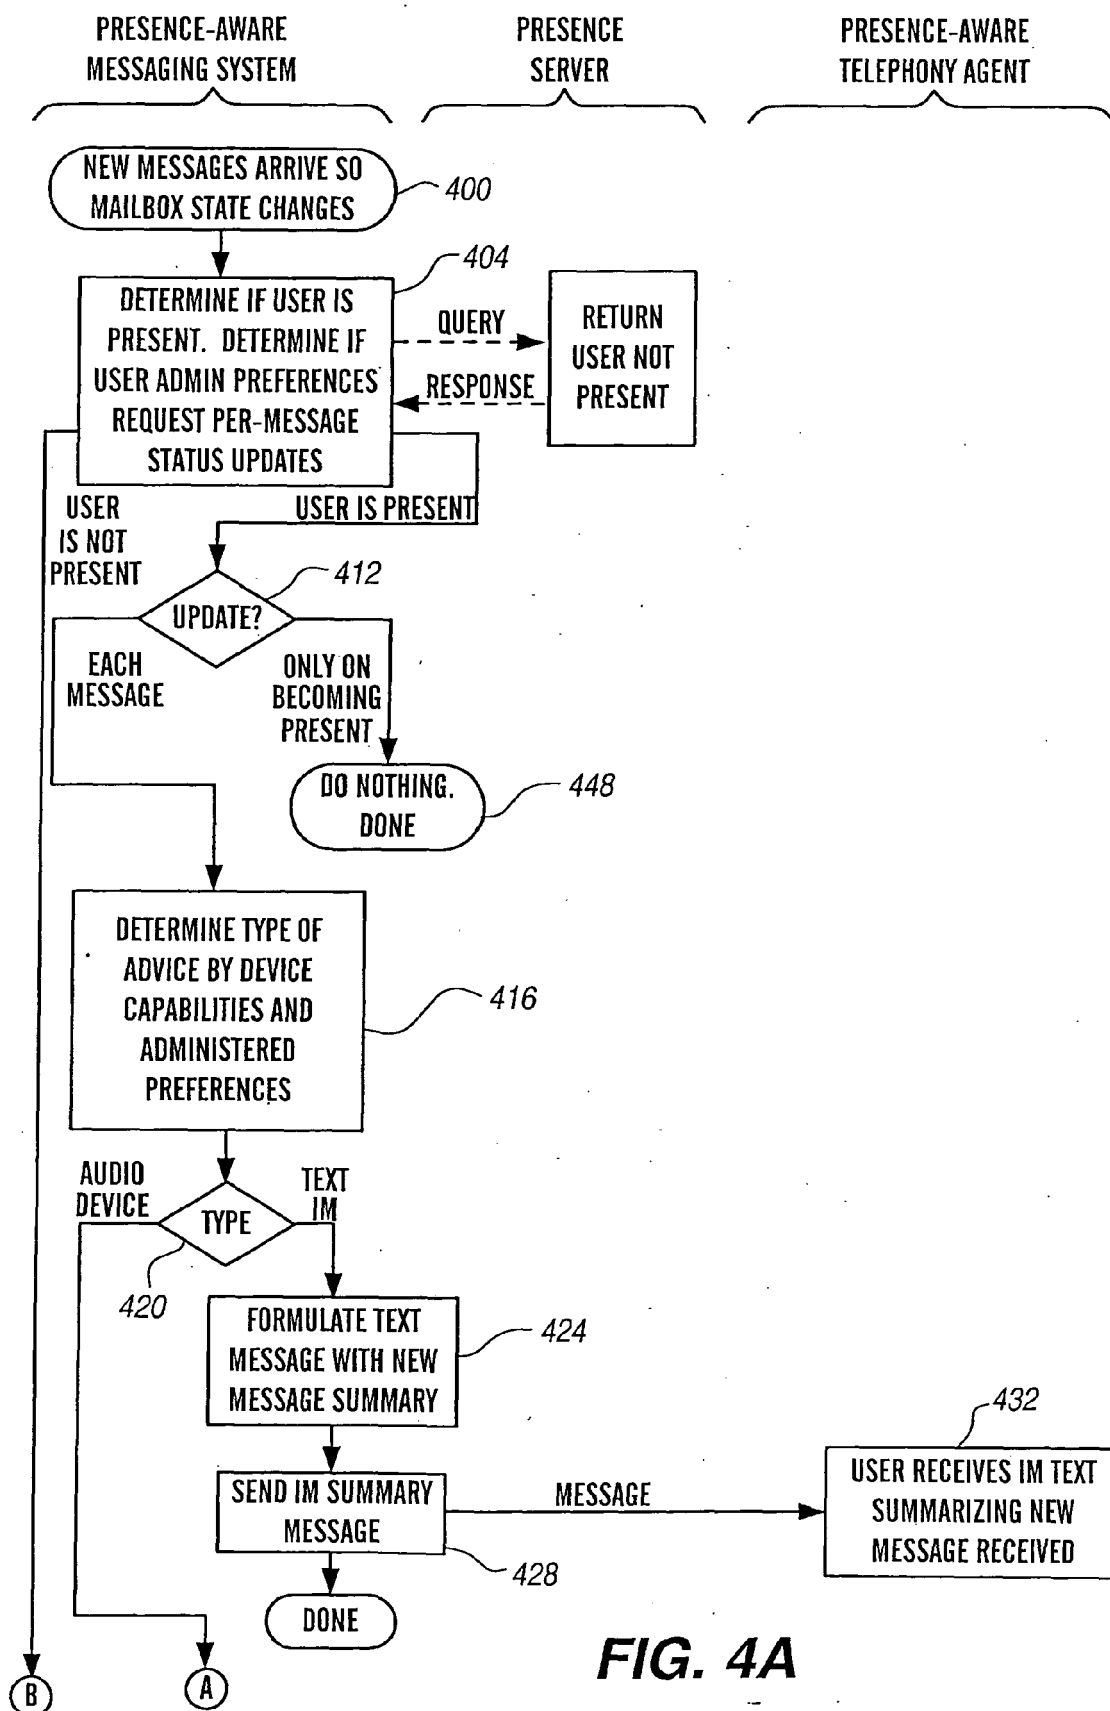 PRESENCE-AWARE
MESSAGING SYSTEM
PRESENCE
SERVER
PRESENCE-AWARE
TELEPHONY AGENT
NEW MESSAGES ARRIVE SO
MAILBOX STATE CHANGES
400
404
DETERMINE IF USER IS
PRESENT. DETERMINE IF
USER ADMIN PREFERENCES
REQUEST PER-MESSAGE
STATUS UPDATES
QUERY
RESPONSE
RETURN
USER NOT
PRESENT
USER
IS NOT
PRESENT
USER IS PRESENT
412
UPDATE?
EACH
MESSAGE
ONLY ON
BECOMING
PRESENT
DO NOTHING.
DONE
448
DETERMINE TYPE OF
ADVICE BY DEVICE
CAPABILITIES AND
ADMINISTERED
PREFERENCES
416
AUDIO
DEVICE
TYPE
TEXT
IM
420
FORMULATE TEXT
MESSAGE WITH NEW
MESSAGE SUMMARY
424
SEND IM SUMMARY
MESSAGE
428
MESSAGE
432
USER RECEIVES IM TEXT
SUMMARIZING NEW
MESSAGE RECEIVED
DONE
B
A
FIG. 4A